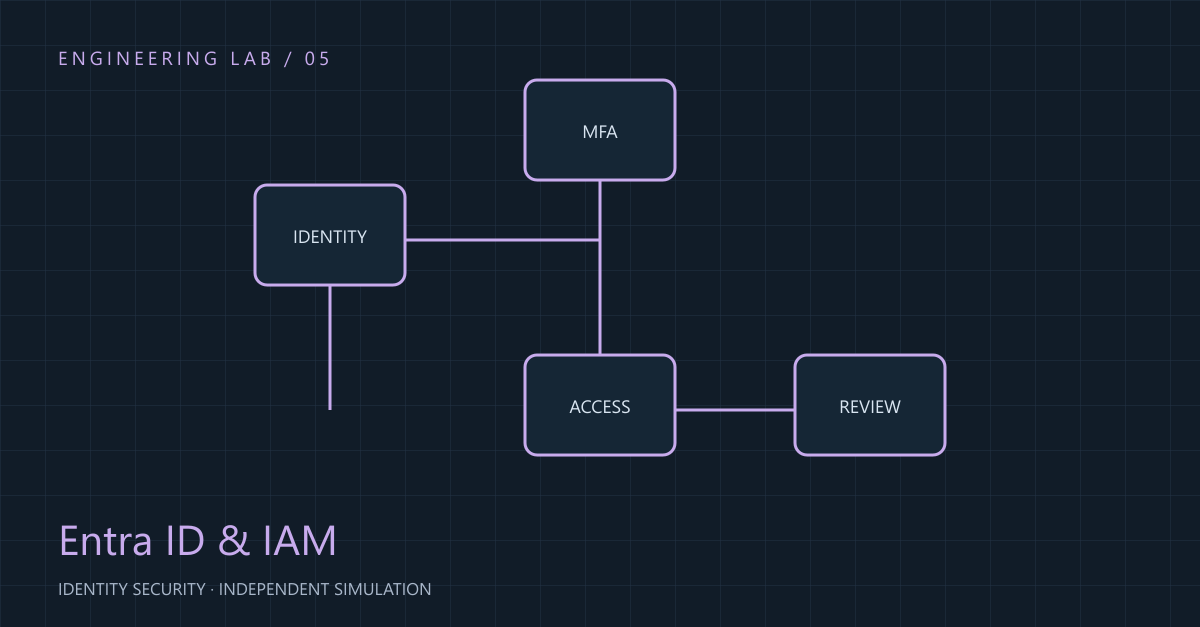 ENGINEERING LAB / 05
MFA
IDENTITY
ACCESS
REVIEW
Entra ID & IAM
IDENTITY SECURITY · INDEPENDENT SIMULATION